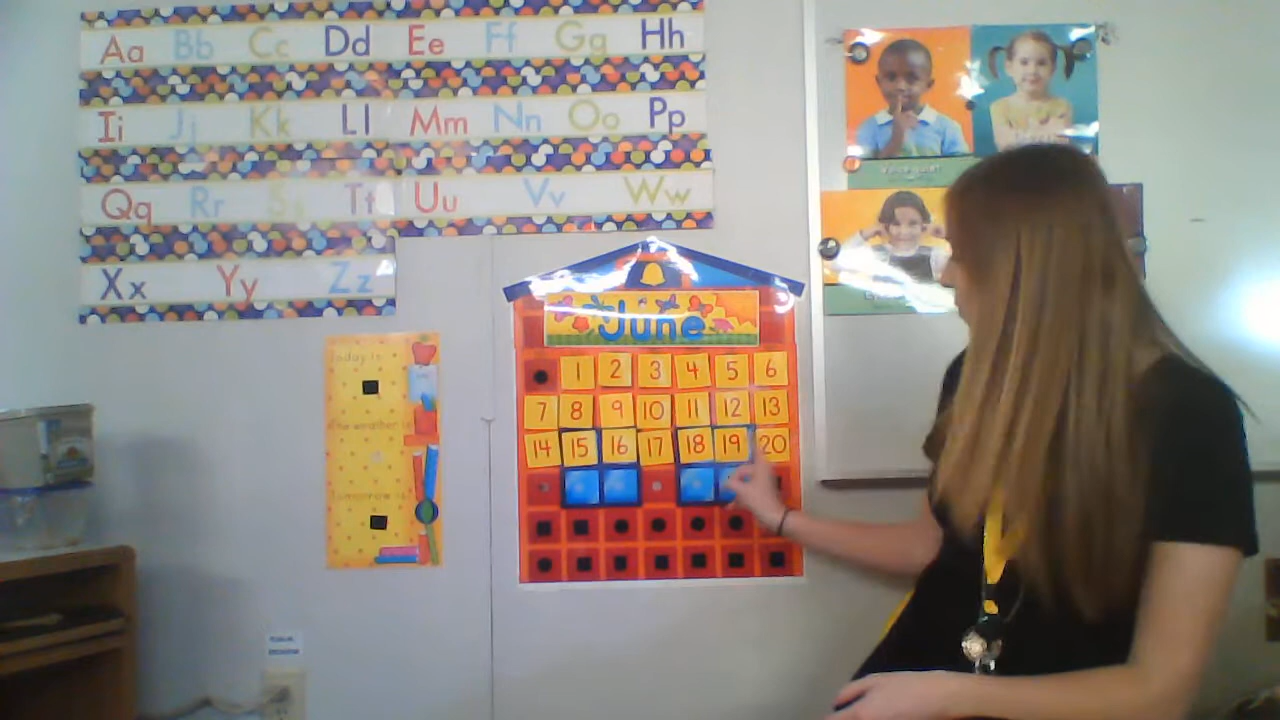 Aa Bb Cc Dd Ee Ff Gg Hh
Ii Jj Kk Ll Mm Nn Oo Pp
Qq Rr Ss Tt Uu Vv Ww
Xx Yy Zz
June
1 2 3 4 5 6
7 8 9 10 11 12 13
14 15 16 17 18 19 20
Today is
The weather is
Tomorrow is